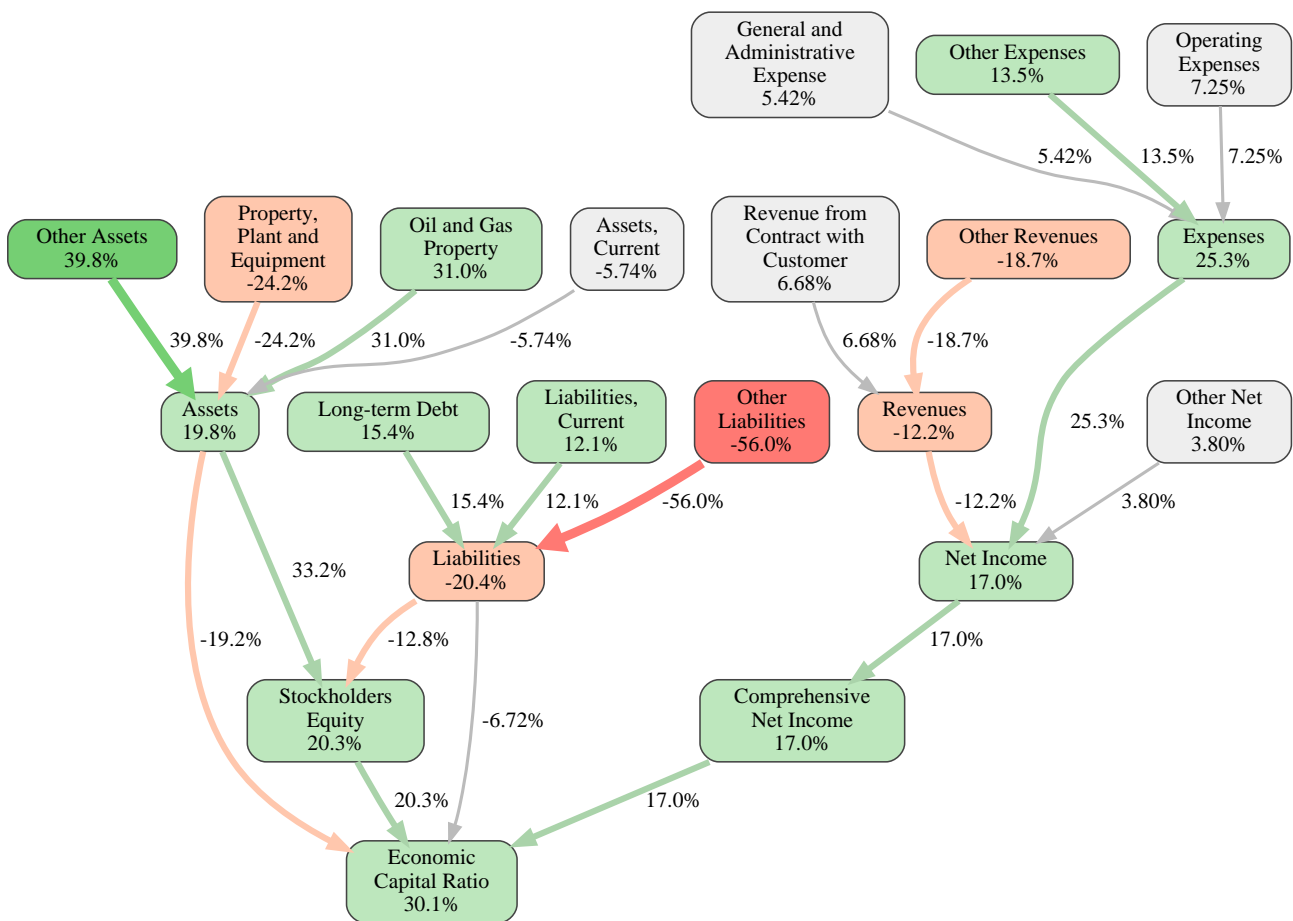 General and
Administrative
Expense
5.42%
Other Expenses
13.5%
Operating
Expenses
7.25%
5.42%
13.5%
7.25%
Other Assets
39.8%
Property,
Plant and
Equipment
-24.2%
Oil and Gas
Property
31.0%
Assets,
Current
-5.74%
Revenue from
Contract with
Customer
6.68%
Other Revenues
-18.7%
Expenses
25.3%
39.8%
-24.2%
31.0%
-5.74%
6.68%
-18.7%
Assets
19.8%
Long-term Debt
15.4%
Liabilities,
Current
12.1%
Other
Liabilities
-56.0%
Revenues
-12.2%
25.3%
Other Net
Income
3.80%
15.4%
12.1%
-56.0%
-12.2%
3.80%
33.2%
Liabilities
-20.4%
Net Income
17.0%
-19.2%
-12.8%
17.0%
Stockholders
Equity
20.3%
-6.72%
Comprehensive
Net Income
17.0%
20.3%
17.0%
Economic
Capital Ratio
30.1%